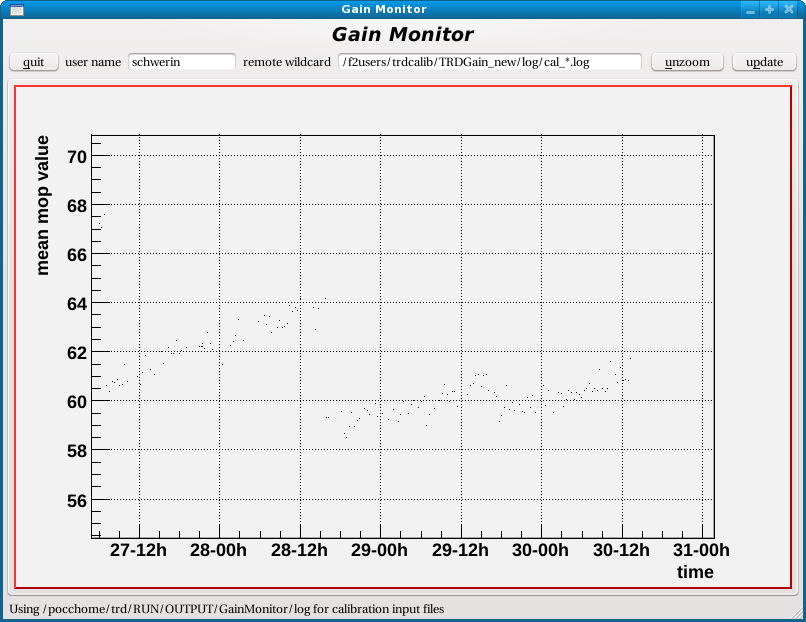 Gain Monitor
Gain Monitor
quit user name schwerin remote wildcard /f2users/trdcalib/TRDGain_new/log/cal_*.log unzoom update
mean mop value
70
68
66
64
62
60
58
56
27-12h 28-00h 28-12h 29-00h 29-12h 30-00h 30-12h 31-00h
time
Using /pocchome/trd/RUN/OUTPUT/GainMonitor/log for calibration input files